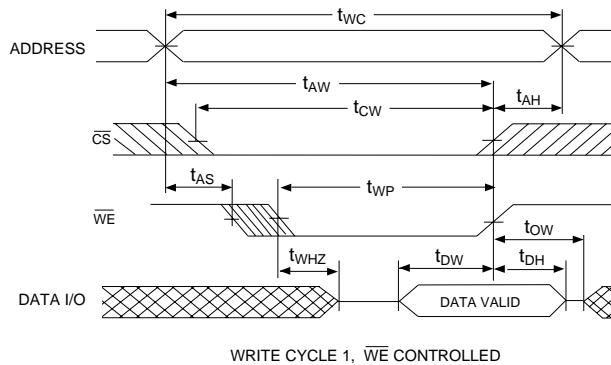 tWC
ADDRESS
tAW
tCW
tAH
CS
tAS
tWP
WE
tOW
tWHZ
tDW
tDH
DATA I/O
DATA VALID
WRITE CYCLE 1, WE CONTROLLED